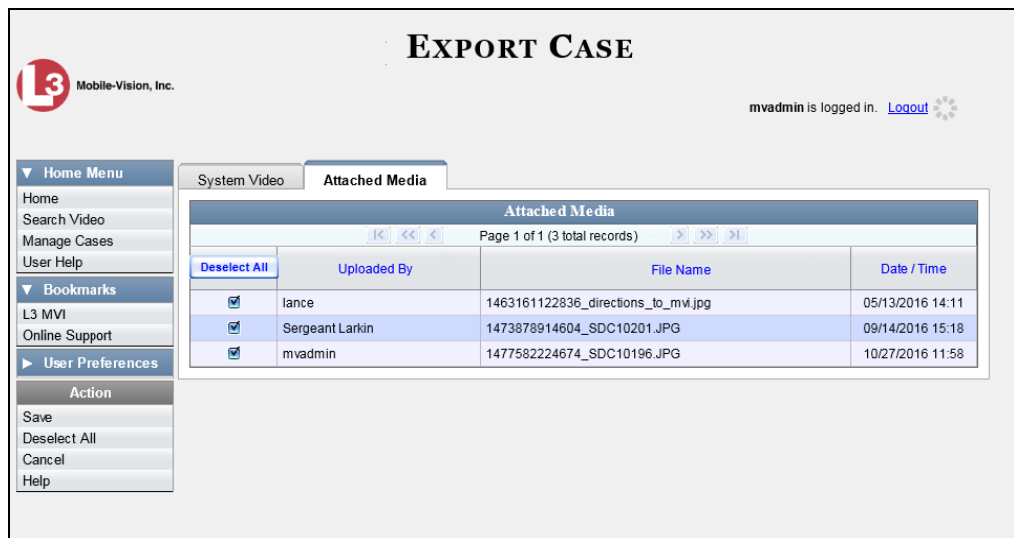 EXPORT CASE
L3 Mobile-Vision, Inc.
mvadmin is logged in. Logout
▼ Home Menu
Home
Search Video
Manage Cases
User Help
▼ Bookmarks
L3 MVI
Online Support
► User Preferences
Action
Save
Deselect All
Cancel
Help
System Video
Attached Media
Attached Media
|< << < Page 1 of 1 (3 total records) > >> >|
Deselect All Uploaded By File Name Date / Time
lance 1463161122836_directions_to_mvi.jpg 05/13/2016 14:11
Sergeant Larkin 1473878914604_SDC10201.JPG 09/14/2016 15:18
mvadmin 1477582224674_SDC10196.JPG 10/27/2016 11:58